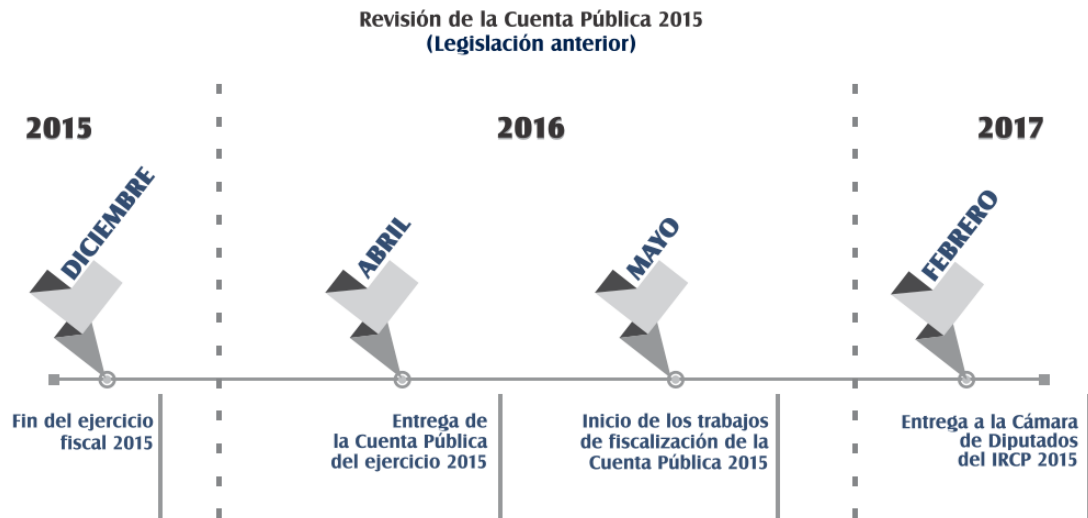 Revisión de la Cuenta Pública 2015
(Legislación anterior)
2015
2016
2017
DICIEMBRE
ABRIL
MAYO
FEBRERO
Fin del ejercicio
fiscal 2015
Entrega de
la Cuenta Pública
del ejercicio 2015
Inicio de los trabajos
de fiscalización de la
Cuenta Pública 2015
Entrega a la Cámara
de Diputados
del IRCP 2015